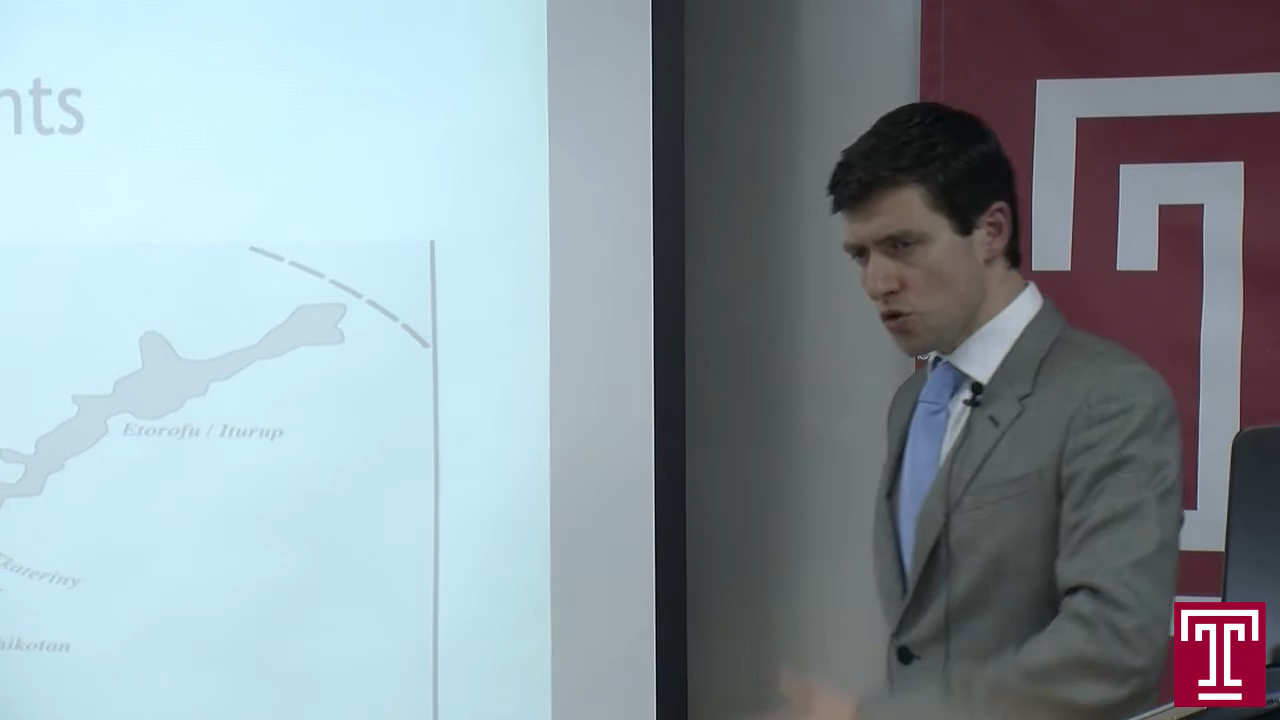 nts
Etorofu / Iturup
Ekateriny
hikotan